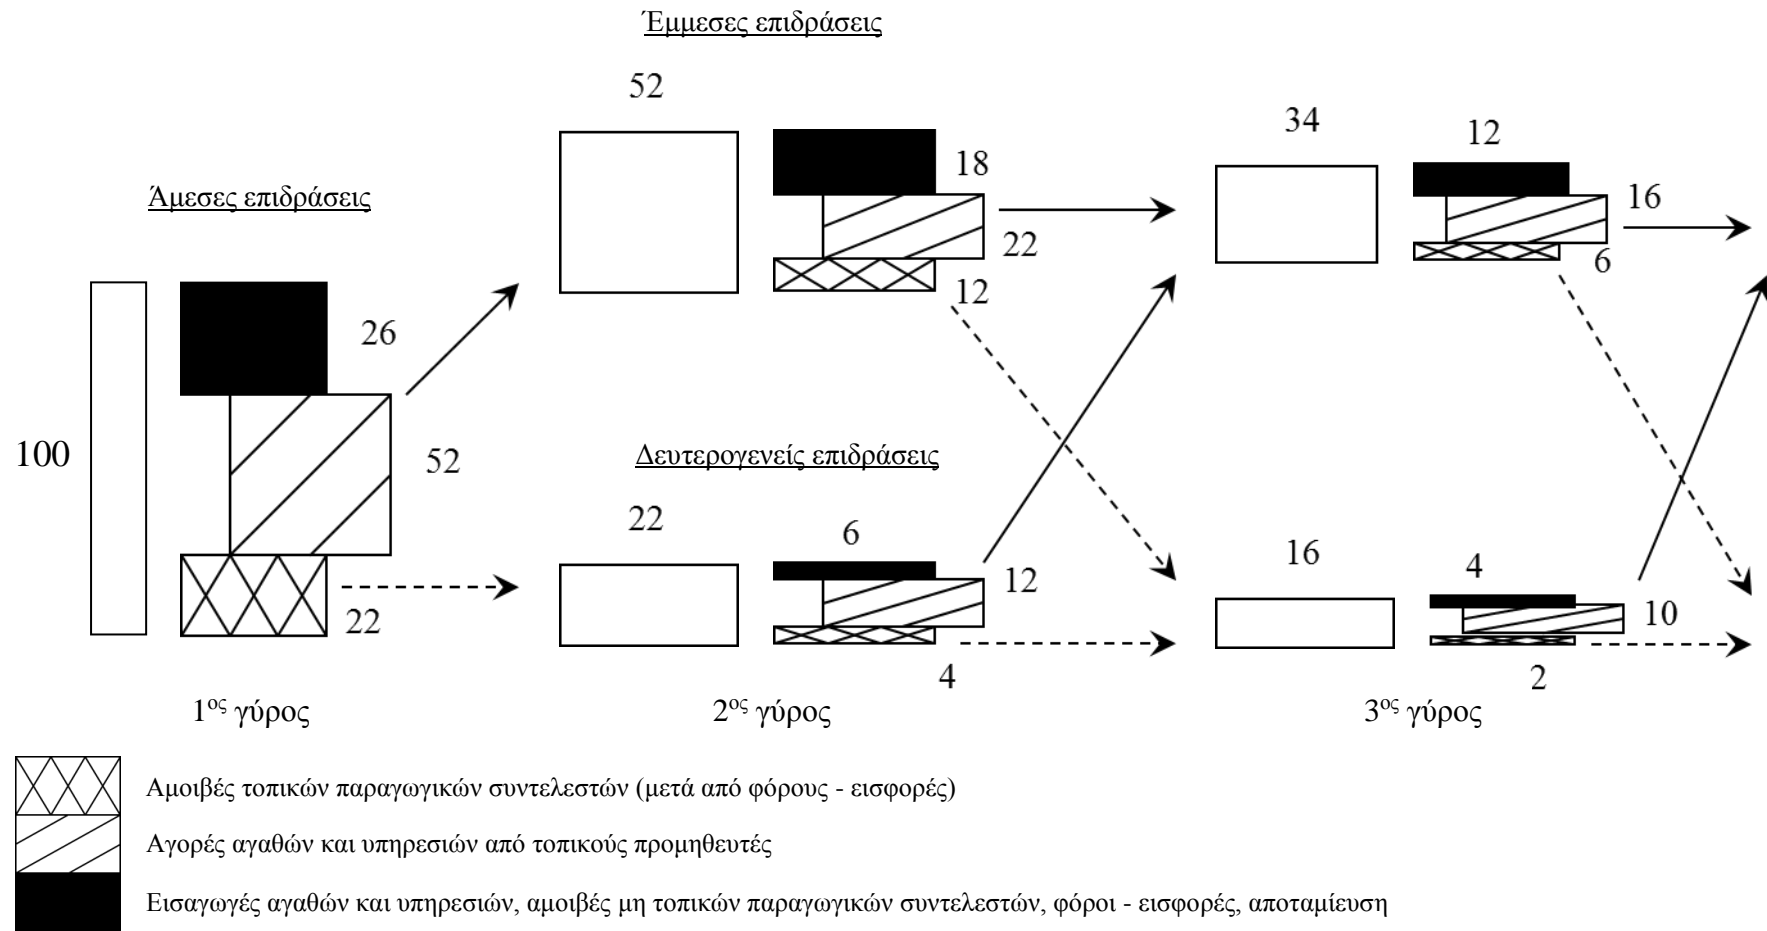 Έμμεσες επιδράσεις
52
34
12
18
Άμεσες επιδράσεις
16
22
6
12
26
100
52
Δευτερογενείς επιδράσεις
22
6
16
4
12
10
22
4
2
1ος γύρος
2ος γύρος
3ος γύρος
Αμοιβές τοπικών παραγωγικών συντελεστών (μετά από φόρους - εισφορές)
Αγορές αγαθών και υπηρεσιών από τοπικούς προμηθευτές
Εισαγωγές αγαθών και υπηρεσιών, αμοιβές μη τοπικών παραγωγικών συντελεστών, φόροι - εισφορές, αποταμίευση